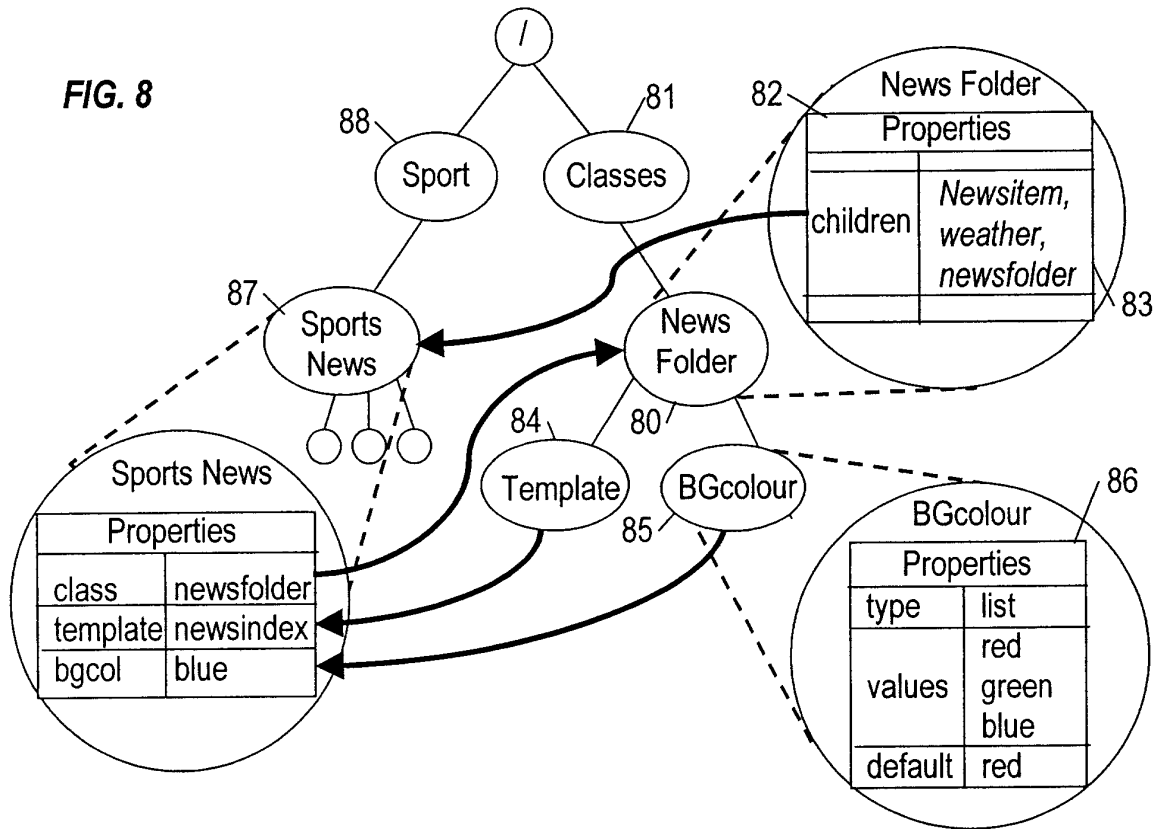 /
FIG. 8
88
81
82
News Folder
Properties
children
Newsitem,
weather,
newsfolder
83
Sport
Classes
87
Sports
News
News
Folder
80
84
Template
85
BGcolour
Sports News
Properties
class newsfolder
template newsindex
bgcol blue
86
BGcolour
Properties
type list
values
red
green
blue
default red